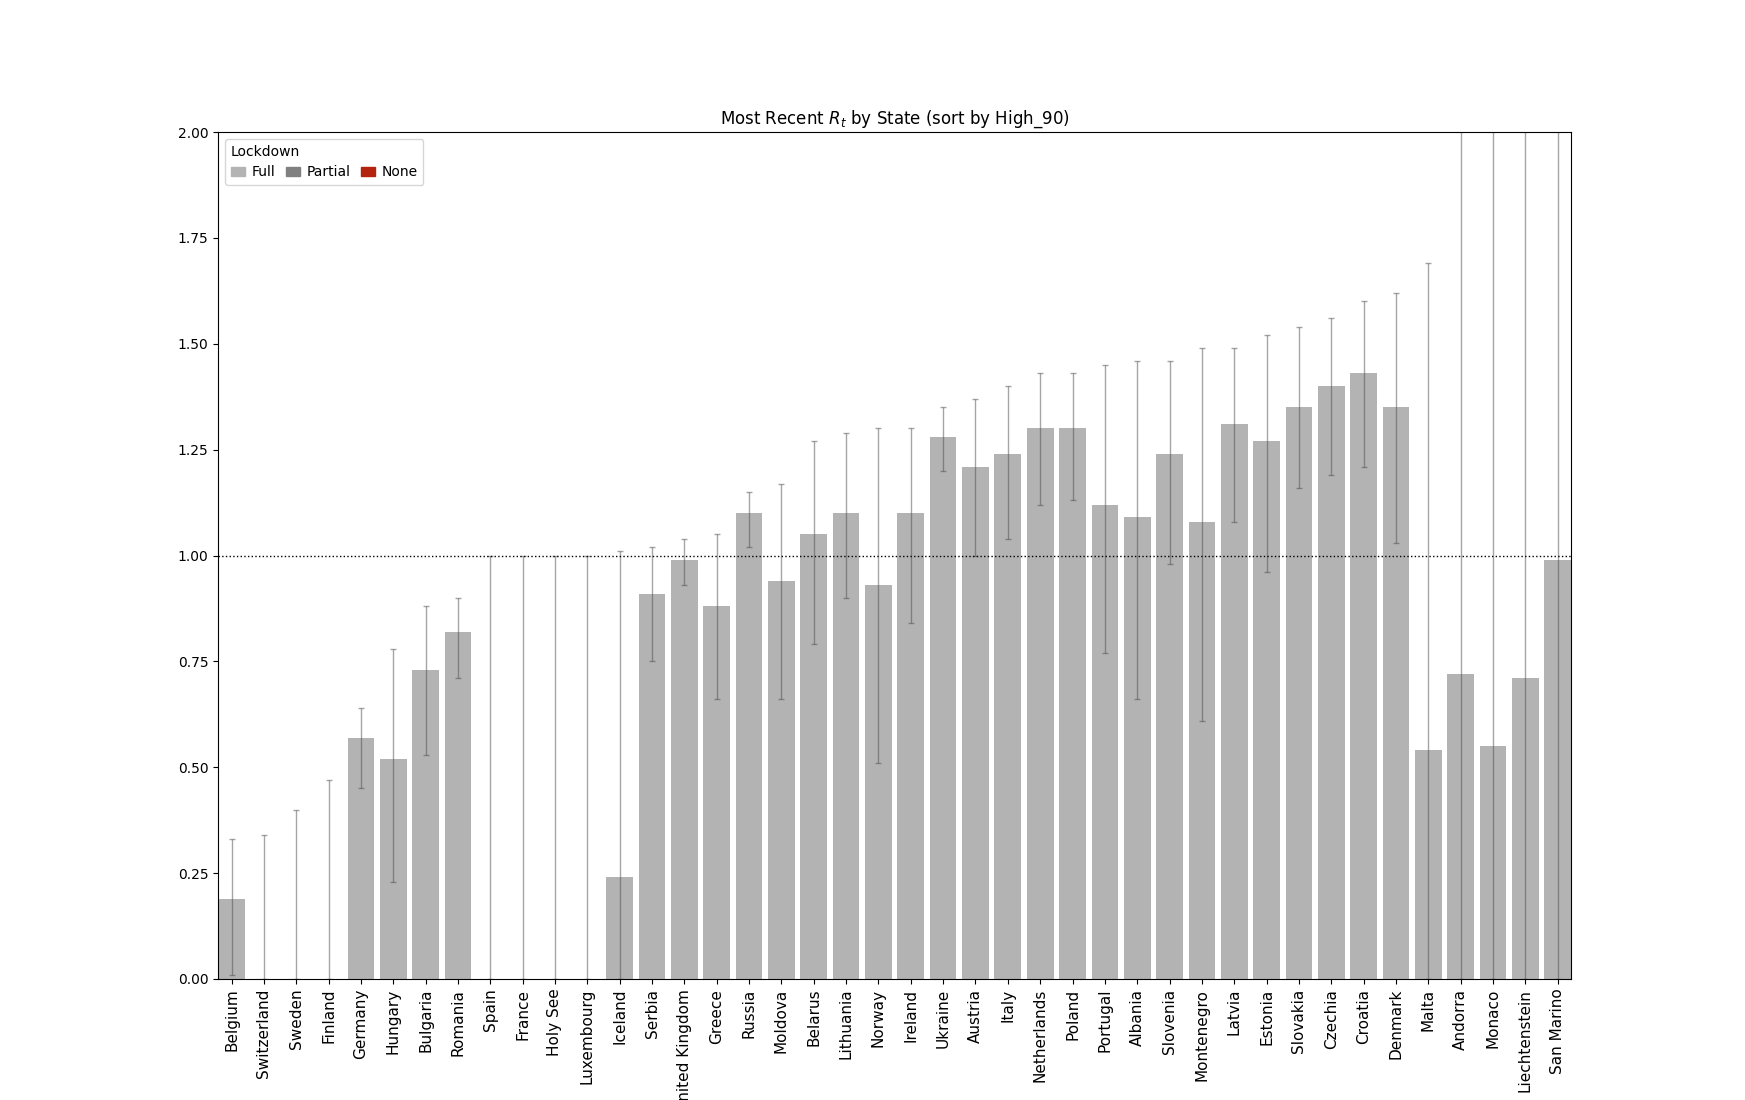 Most Recent R_t by State (sort by High_90)
Lockdown
Full Partial None
2.00
1.75
1.50
1.25
1.00
0.75
0.50
0.25
0.00
Belgium
Switzerland
Sweden
Finland
Germany
Hungary
Bulgaria
Romania
Spain
France
Holy See
Luxembourg
Iceland
Serbia
nited Kingdom
Greece
Russia
Moldova
Belarus
Lithuania
Norway
Ireland
Ukraine
Austria
Italy
Netherlands
Poland
Portugal
Albania
Slovenia
Montenegro
Latvia
Estonia
Slovakia
Czechia
Croatia
Denmark
Malta
Andorra
Monaco
Liechtenstein
San Marino